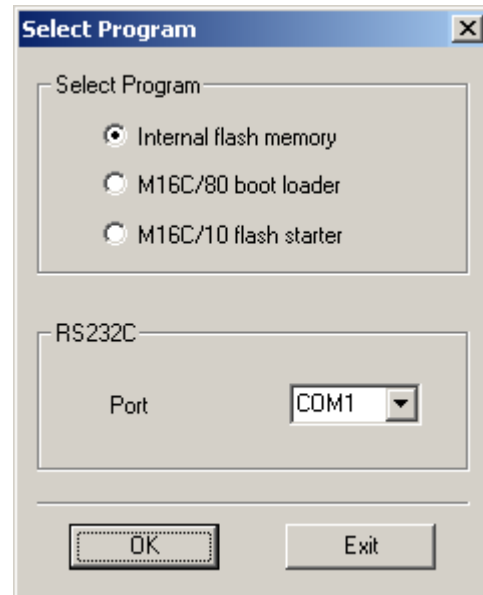 Select Program
Select Program
Internal flash memory
M16C/80 boot loader
M16C/10 flash starter
RS232C
Port COM1
OK Exit